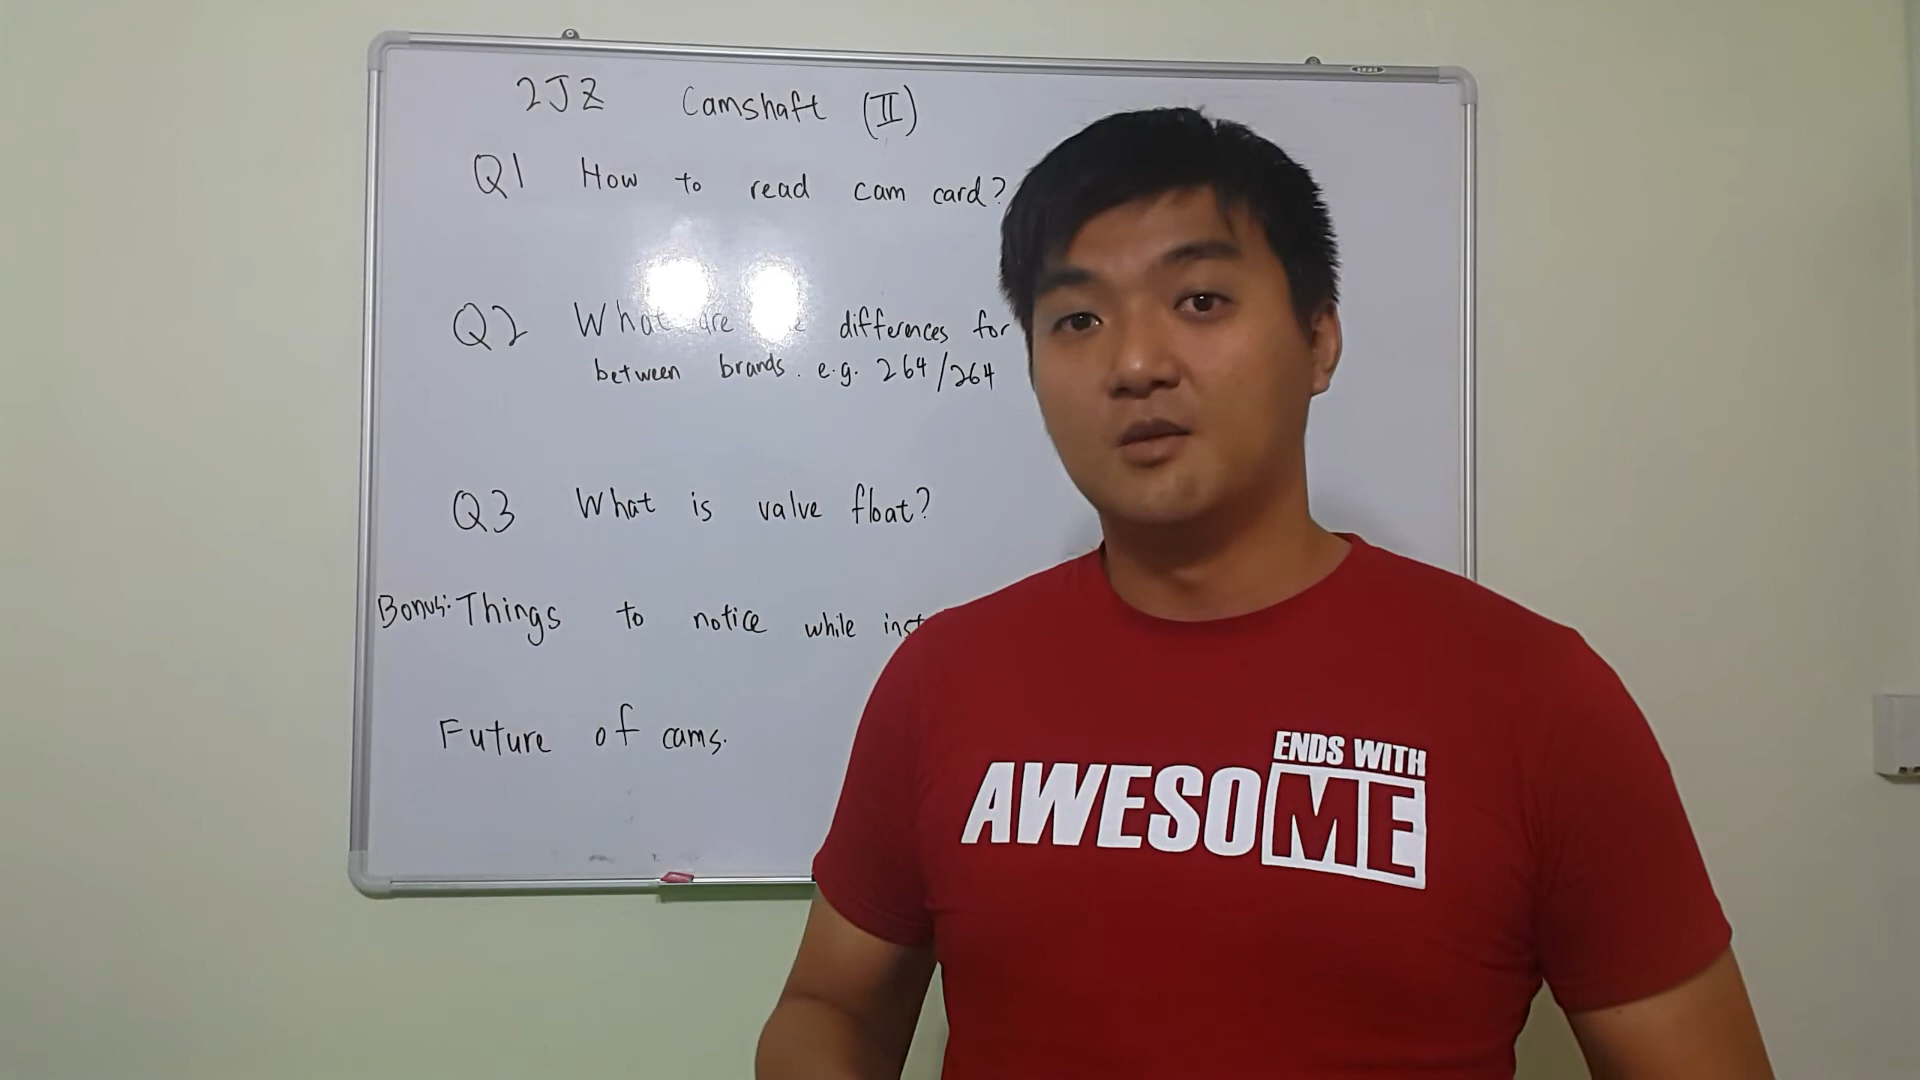 2JZ Camshaft (II)
Q1 How to read cam card?
Q2 What are differences for
between brands. e.g. 264/264
Q3 What is valve float?
Bonus: Things to notice while
Future of cams.
ENDS WITH
AWESOME